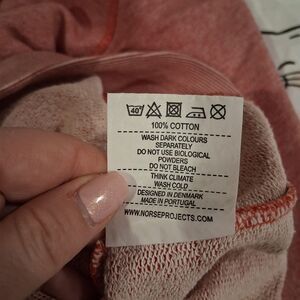 40°
100% COTTON
WASH DARK COLOURS
SEPARATELY
DO NOT USE BIOLOGICAL
POWDERS
DO NOT BLEACH
THINK CLIMATE
WASH COLD
DESIGNED IN DENMARK
MADE IN PORTUGAL
WWW.NORSEPROJECTS.COM